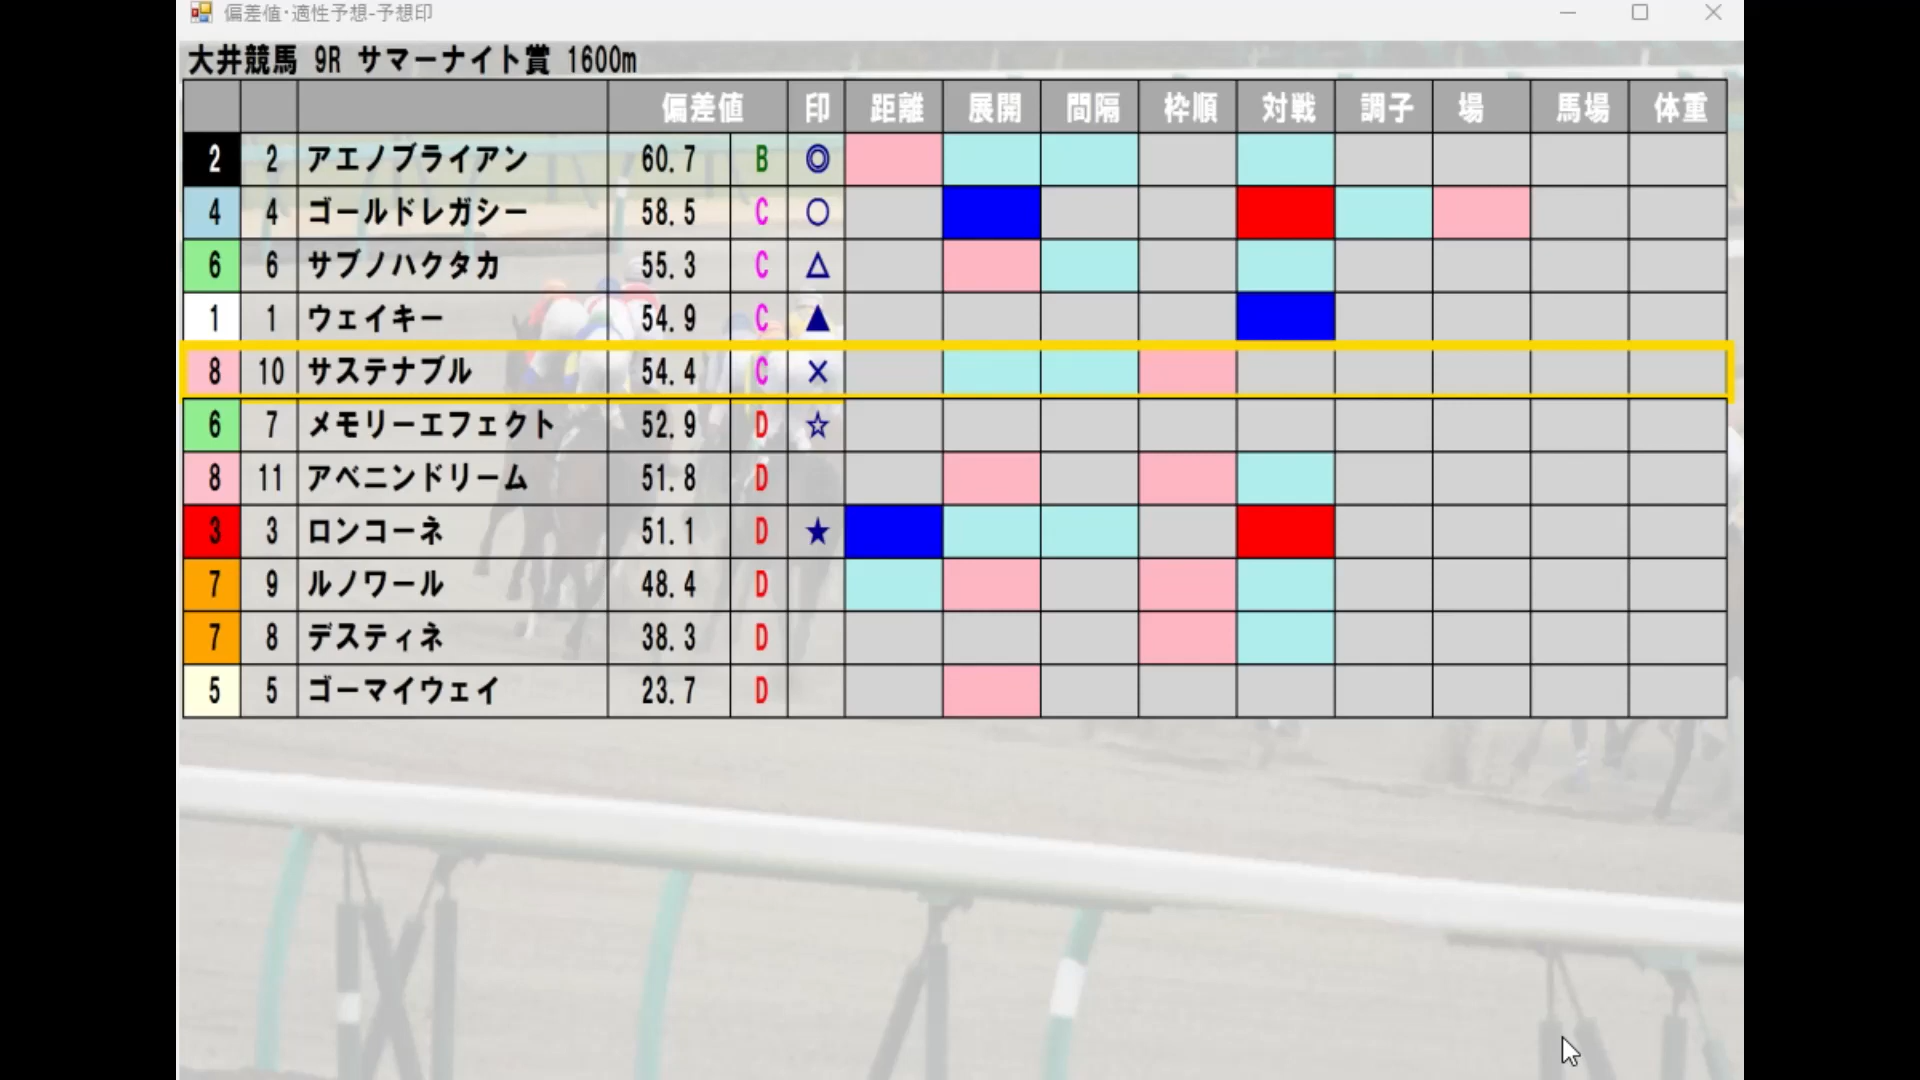 偏差値・適性予想-予想印
大井競馬 9R サマーナイト賞 1600m
偏差値 印 距離 展開 間隔 枠順 対戦 調子 場 馬場 体重
2 2 アエノブライアン 60.7 B ◎
4 4 ゴールドレガシー 58.5 C ○
6 6 サブノハクタカ 55.3 C △
1 1 ウェイキー 54.9 C ▲
8 10 サステナブル 54.4 C ×
6 7 メモリーエフェクト 52.9 D ☆
8 11 アベニンドリーム 51.8 D
3 3 ロンコーネ 51.1 D ★
7 9 ルノワール 48.4 D
7 8 デスティネ 38.3 D
5 5 ゴーマイウェイ 23.7 D